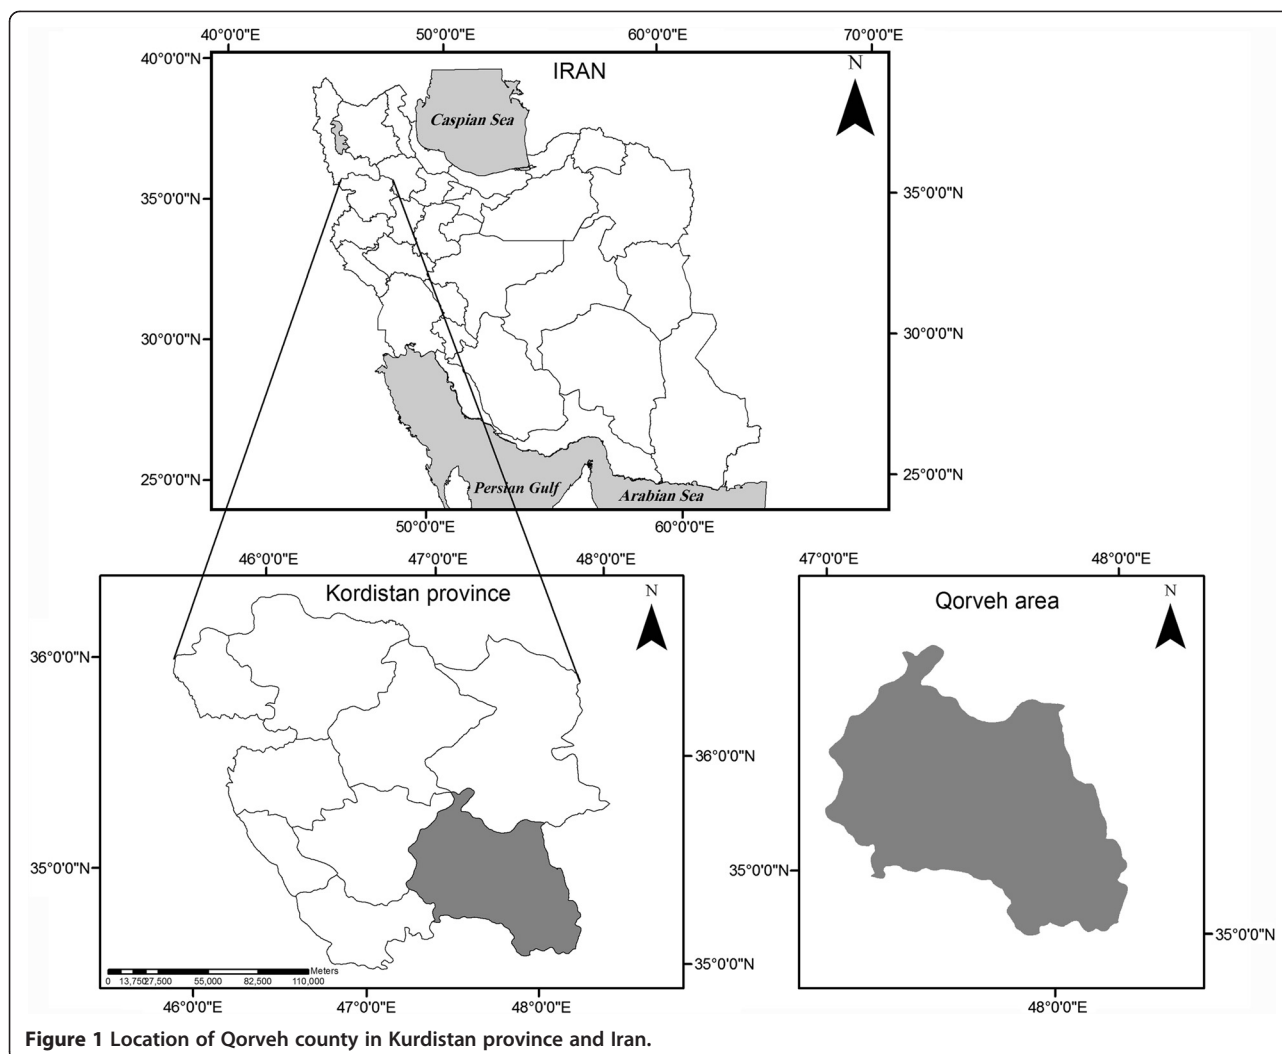 40°0'0"E 50°0'0"E 60°0'0"E 70°0'0"E
40°0'0"N
IRAN
N
Caspian Sea
35°0'0"N
35°0'0"N
30°0'0"N
30°0'0"N
25°0'0"N
25°0'0"N
Persian Gulf
Arabian Sea
50°0'0"E 60°0'0"E
46°0'0"E 47°0'0"E 48°0'0"E
Kordistan province
N
36°0'0"N
36°0'0"N
35°0'0"N
35°0'0"N
Meters
0 13,750 27,500 55,000 82,500 110,000
46°0'0"E 47°0'0"E 48°0'0"E
47°0'0"E 48°0'0"E
Qorveh area
N
35°0'0"N
35°0'0"N
48°0'0"E
Figure 1 Location of Qorveh county in Kurdistan province and Iran.